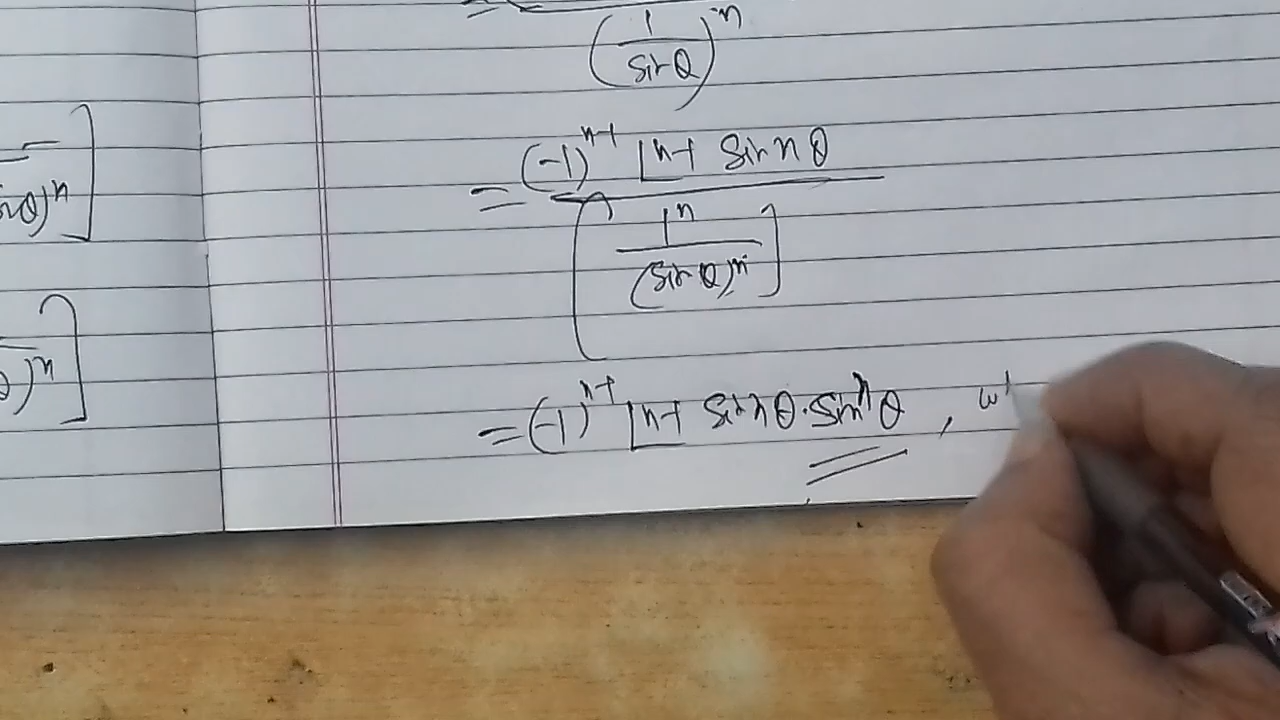 =
(1/sinθ)^n
= (-1)^n-1 ⌊n-1 sin nθ
[1^n/(sinθ)^n]
= (-1)^n-1 ⌊n-1 sin nθ · sin^n θ , w
θ)^n]
θ)^n]